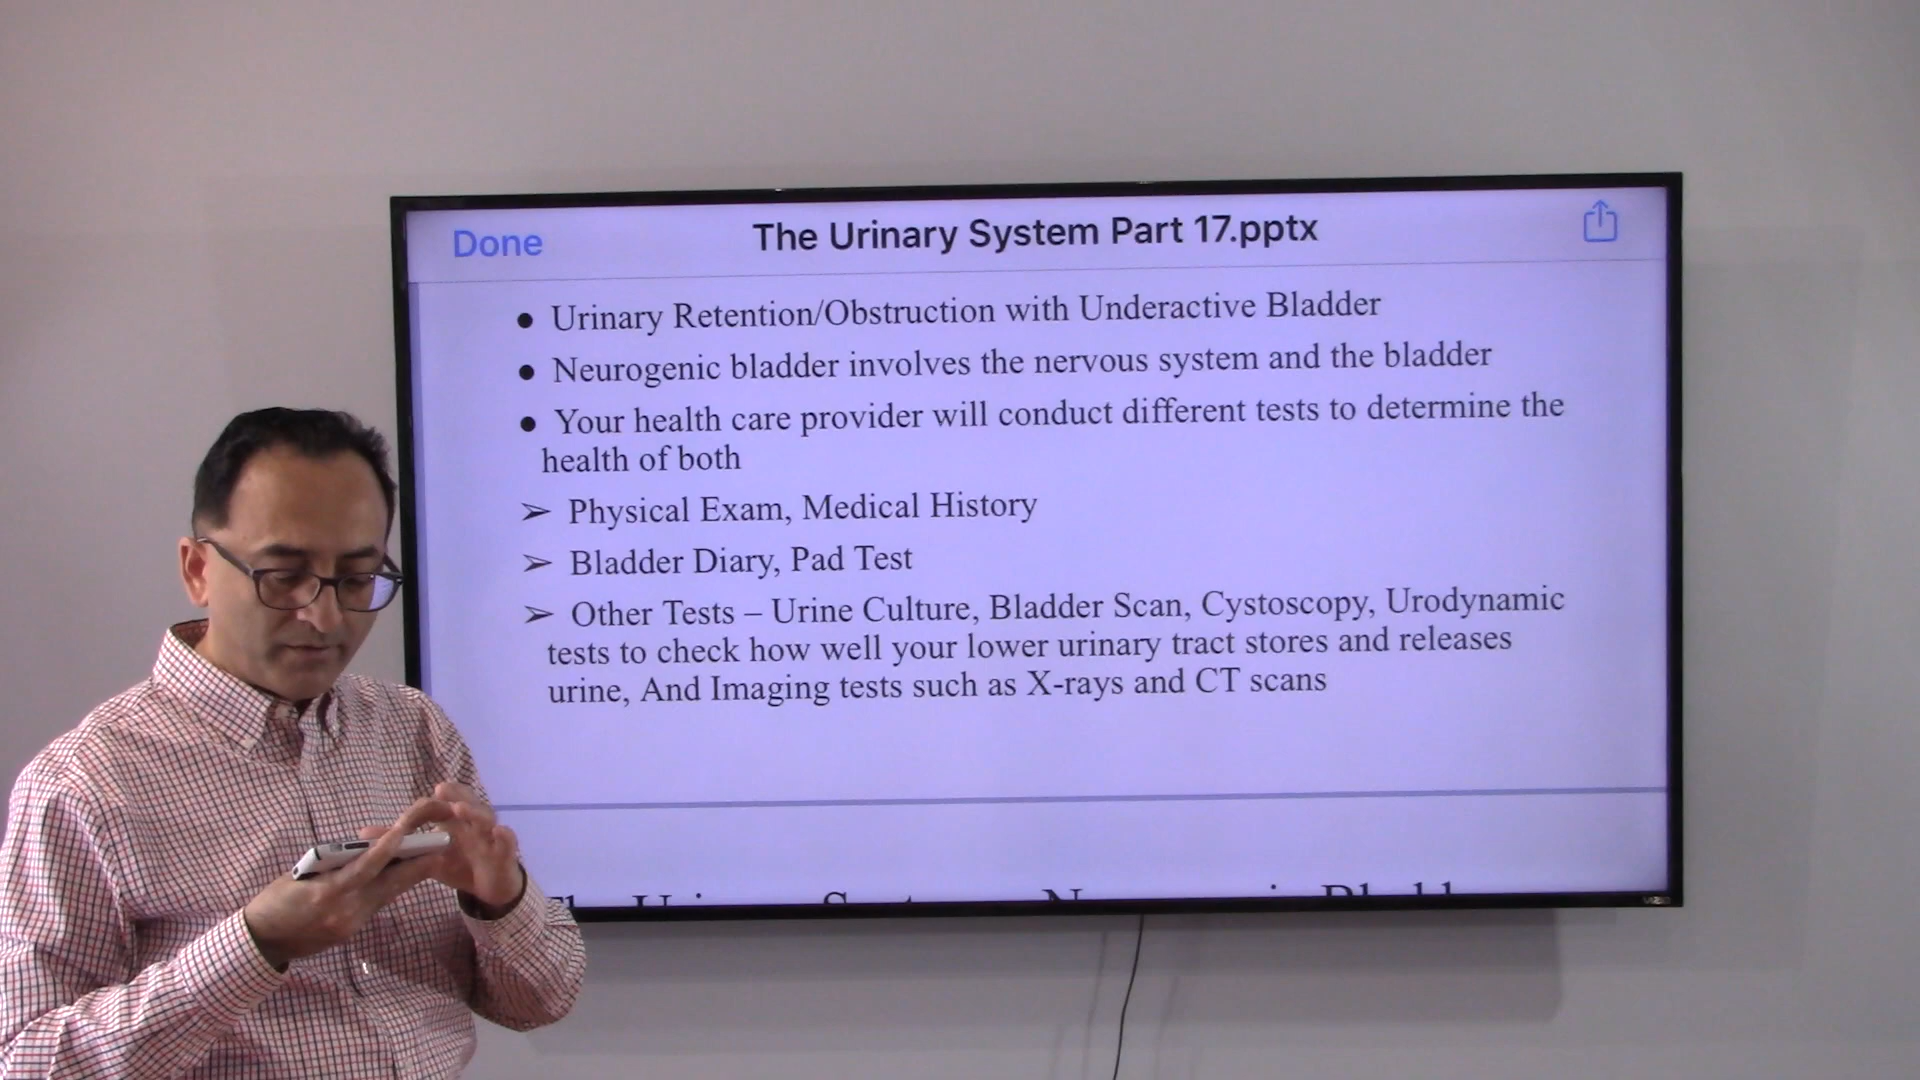 Done The Urinary System Part 17.pptx
● Urinary Retention/Obstruction with Underactive Bladder
● Neurogenic bladder involves the nervous system and the bladder
● Your health care provider will conduct different tests to determine the
health of both
➢ Physical Exam, Medical History
➢ Bladder Diary, Pad Test
➢ Other Tests – Urine Culture, Bladder Scan, Cystoscopy, Urodynamic
tests to check how well your lower urinary tract stores and releases
urine, And Imaging tests such as X-rays and CT scans